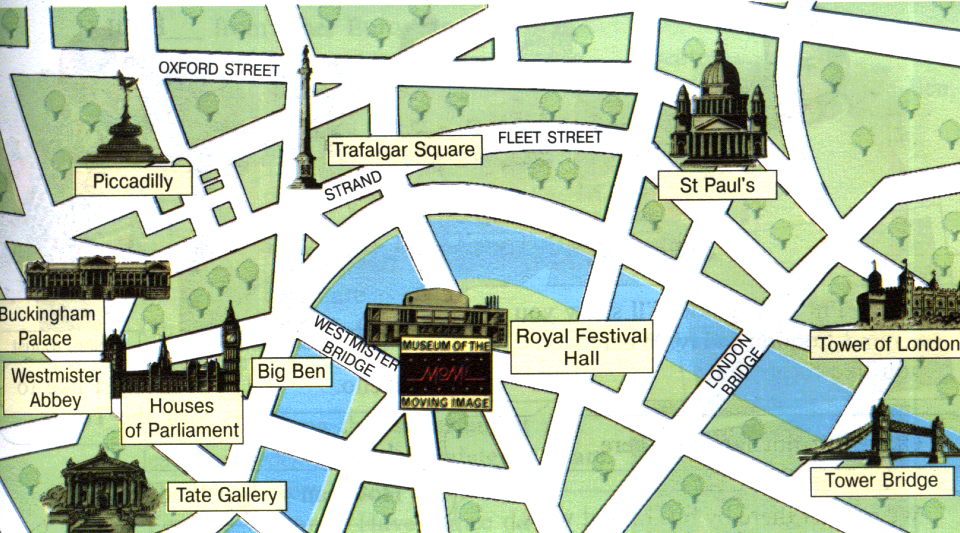 OXFORD STREET
Trafalgar Square
FLEET STREET
Piccadilly
STRAND
St Paul's
Buckingham
Palace
WESTMISTER
BRIDGE
MUSEUM OF THE
MOMI
MOVING IMAGE
Royal Festival
Hall
LONDON
BRIDGE
Tower of London
Westmister
Abbey
Big Ben
Houses
of Parliament
Tate Gallery
Tower Bridge